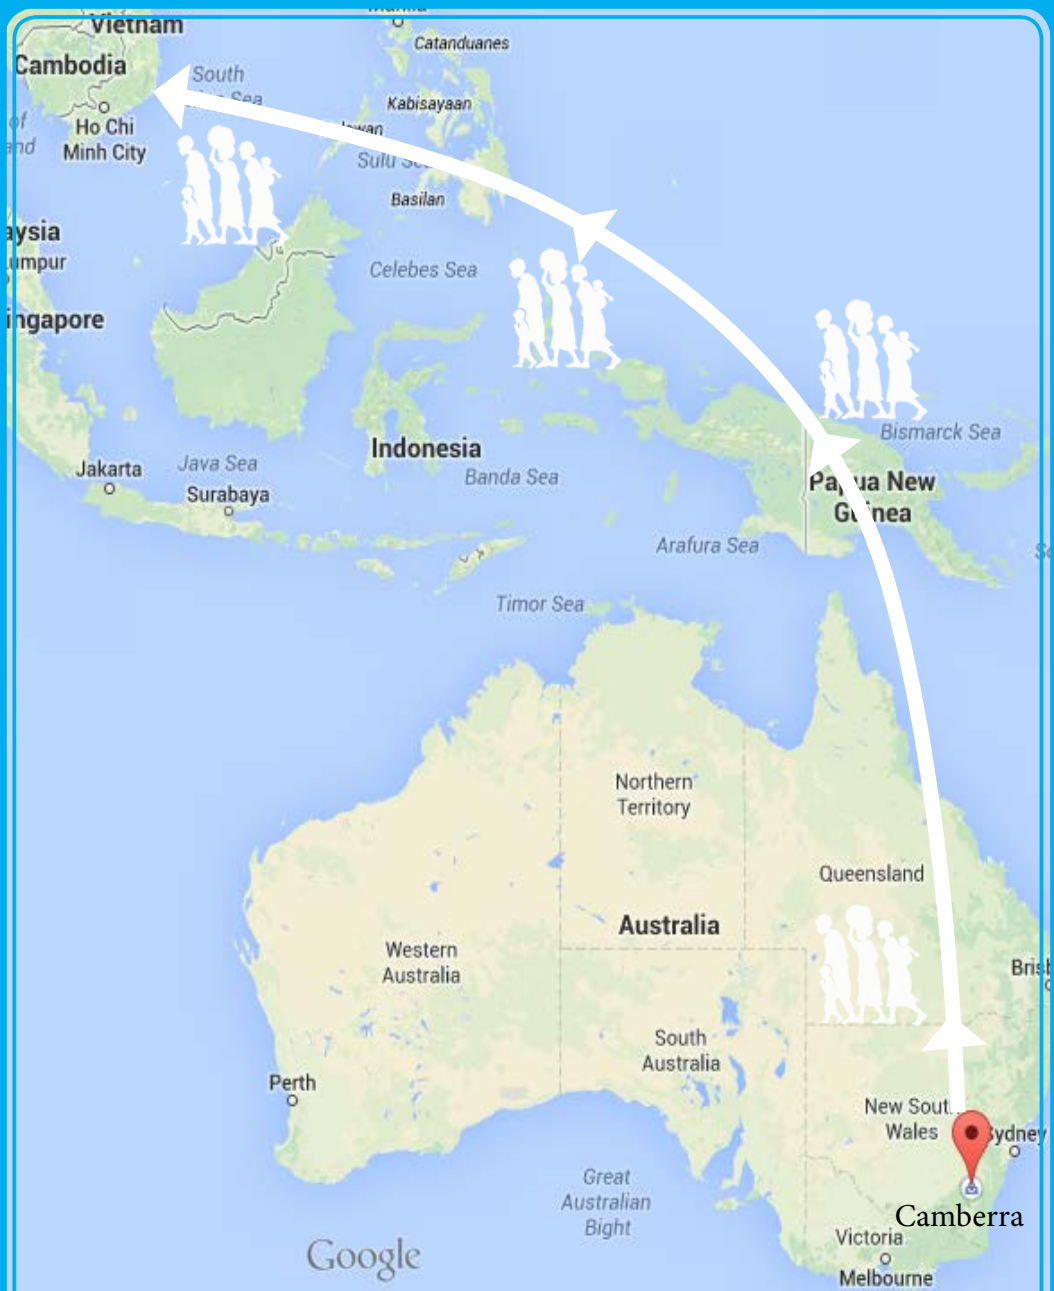 Vietnam
Catanduanes
Cambodia
South
Sea
Kabisayaan
Ho Chi
Minh City
Sulu
Basilan
Celebes Sea
Bismarck Sea
Indonesia
Jakarta
Java Sea
Banda Sea
Surabaya
Papua New
Guinea
Arafura Sea
Timor Sea
Northern
Territory
Queensland
Australia
Western
Australia
South
Australia
Perth
New South
Wales
Sydney
Great
Australian
Bight
Camberra
Victoria
Google
Melbourne